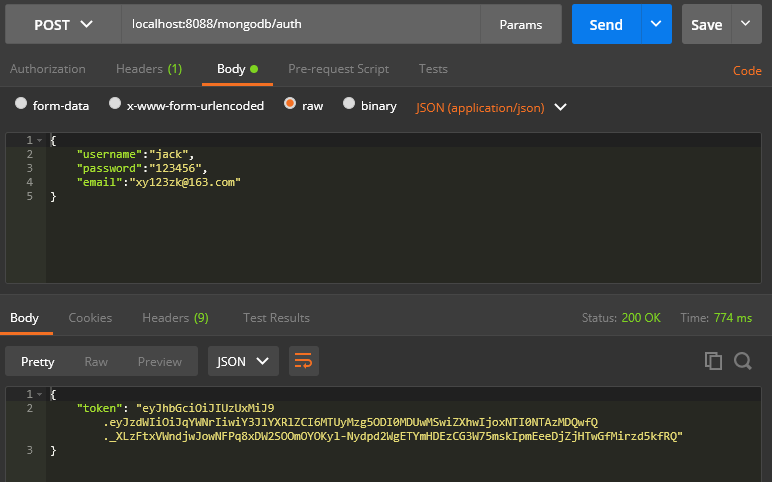 POST localhost:8088/mongodb/auth Params Send Save
Authorization Headers (1) Body Pre-request Script Tests Code
form-data x-www-form-urlencoded raw binary JSON (application/json)
1 {
2 "username":"jack",
3 "password":"123456",
4 "email":"xy123zk@163.com"
5 }
Body Cookies Headers (9) Test Results Status: 200 OK Time: 774 ms
Pretty Raw Preview JSON
1 {
2 "token": "eyJhbGciOiJIUzUxMiJ9
.eyJzdWIiOiJqYWNrIiwiY3JlYXRlZCI6MTUyMzg5ODI0MDUwMSwiZXhwIjoxNTI0NTAzMDQwfQ
._XLzFtxVWndjwJowNFPq8xDW2SOOmOYOKyl-Nydpd2WgETYmHDEzCG3W75mskIpmEeeDjZjHTwGfMirzd5kfRQ"
3 }